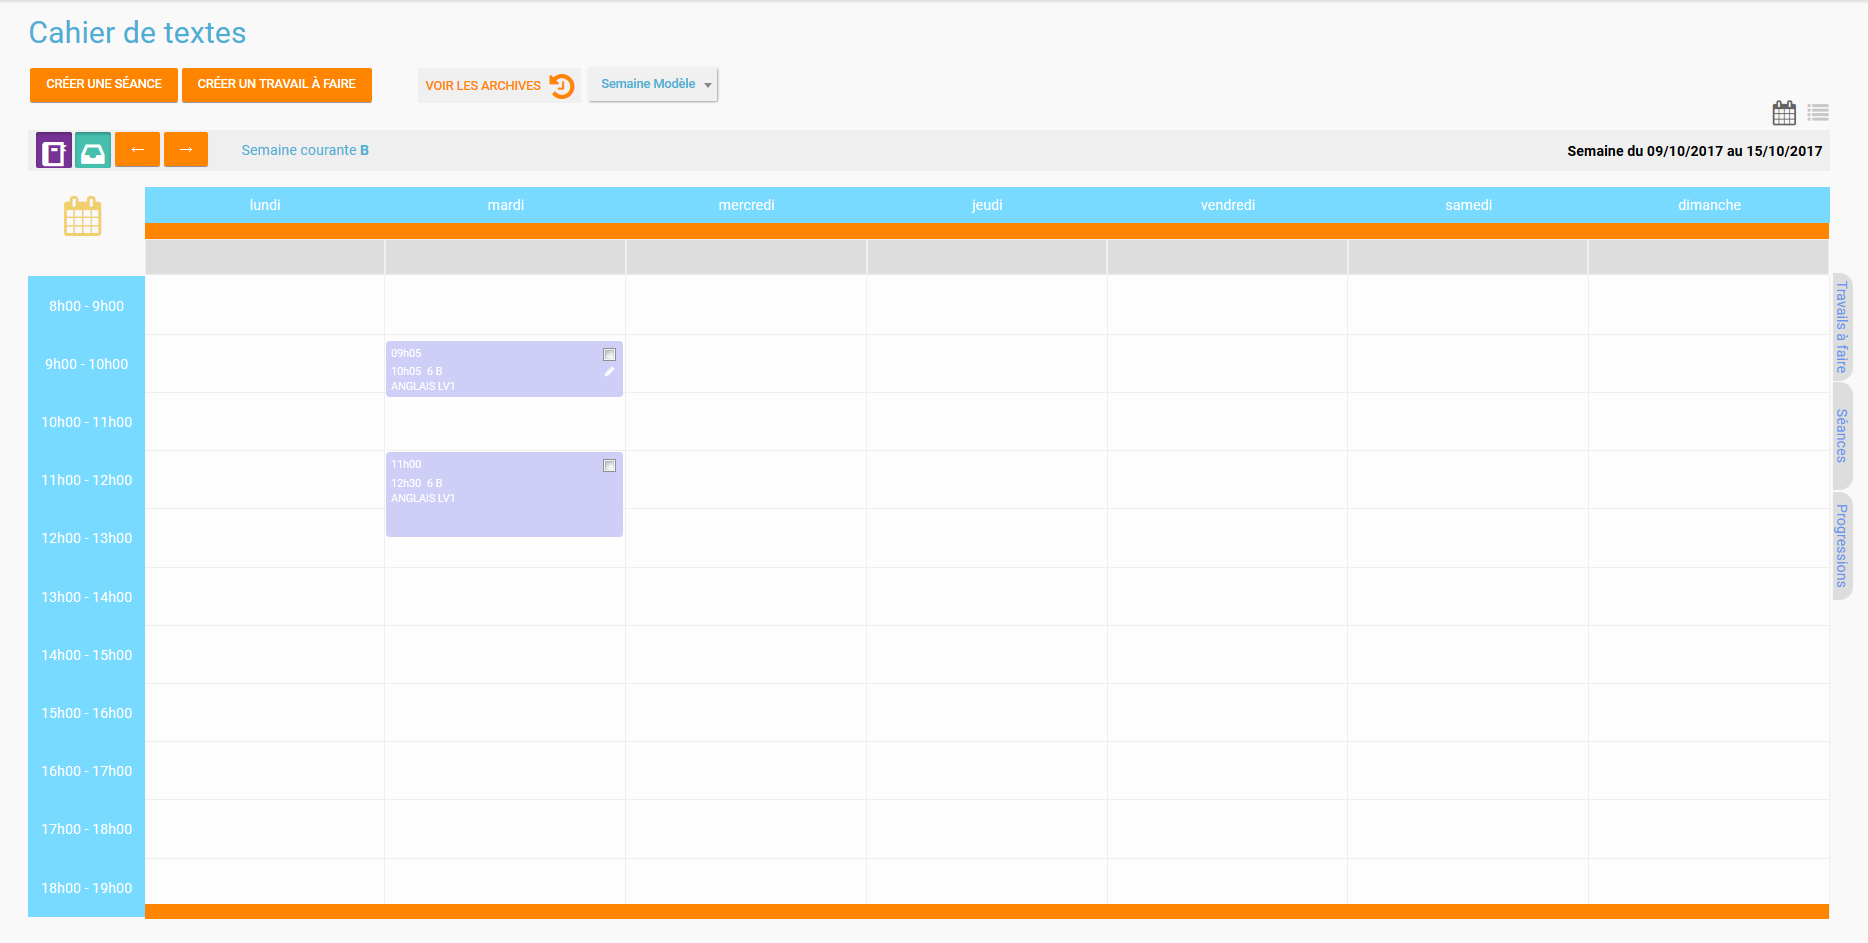 Cahier de textes
CRÉER UNE SÉANCE
CRÉER UN TRAVAIL À FAIRE
VOIR LES ARCHIVES
Semaine Modèle
← →
Semaine courante B
Semaine du 09/10/2017 au 15/10/2017
lundi mardi mercredi jeudi vendredi samedi dimanche
8h00 - 9h00
9h00 - 10h00
09h05
10h05 6 B
ANGLAIS LV1
10h00 - 11h00
11h00 - 12h00
11h00
12h30 6 B
ANGLAIS LV1
12h00 - 13h00
13h00 - 14h00
14h00 - 15h00
15h00 - 16h00
16h00 - 17h00
17h00 - 18h00
18h00 - 19h00
Travails à faire
Séances
Progressions